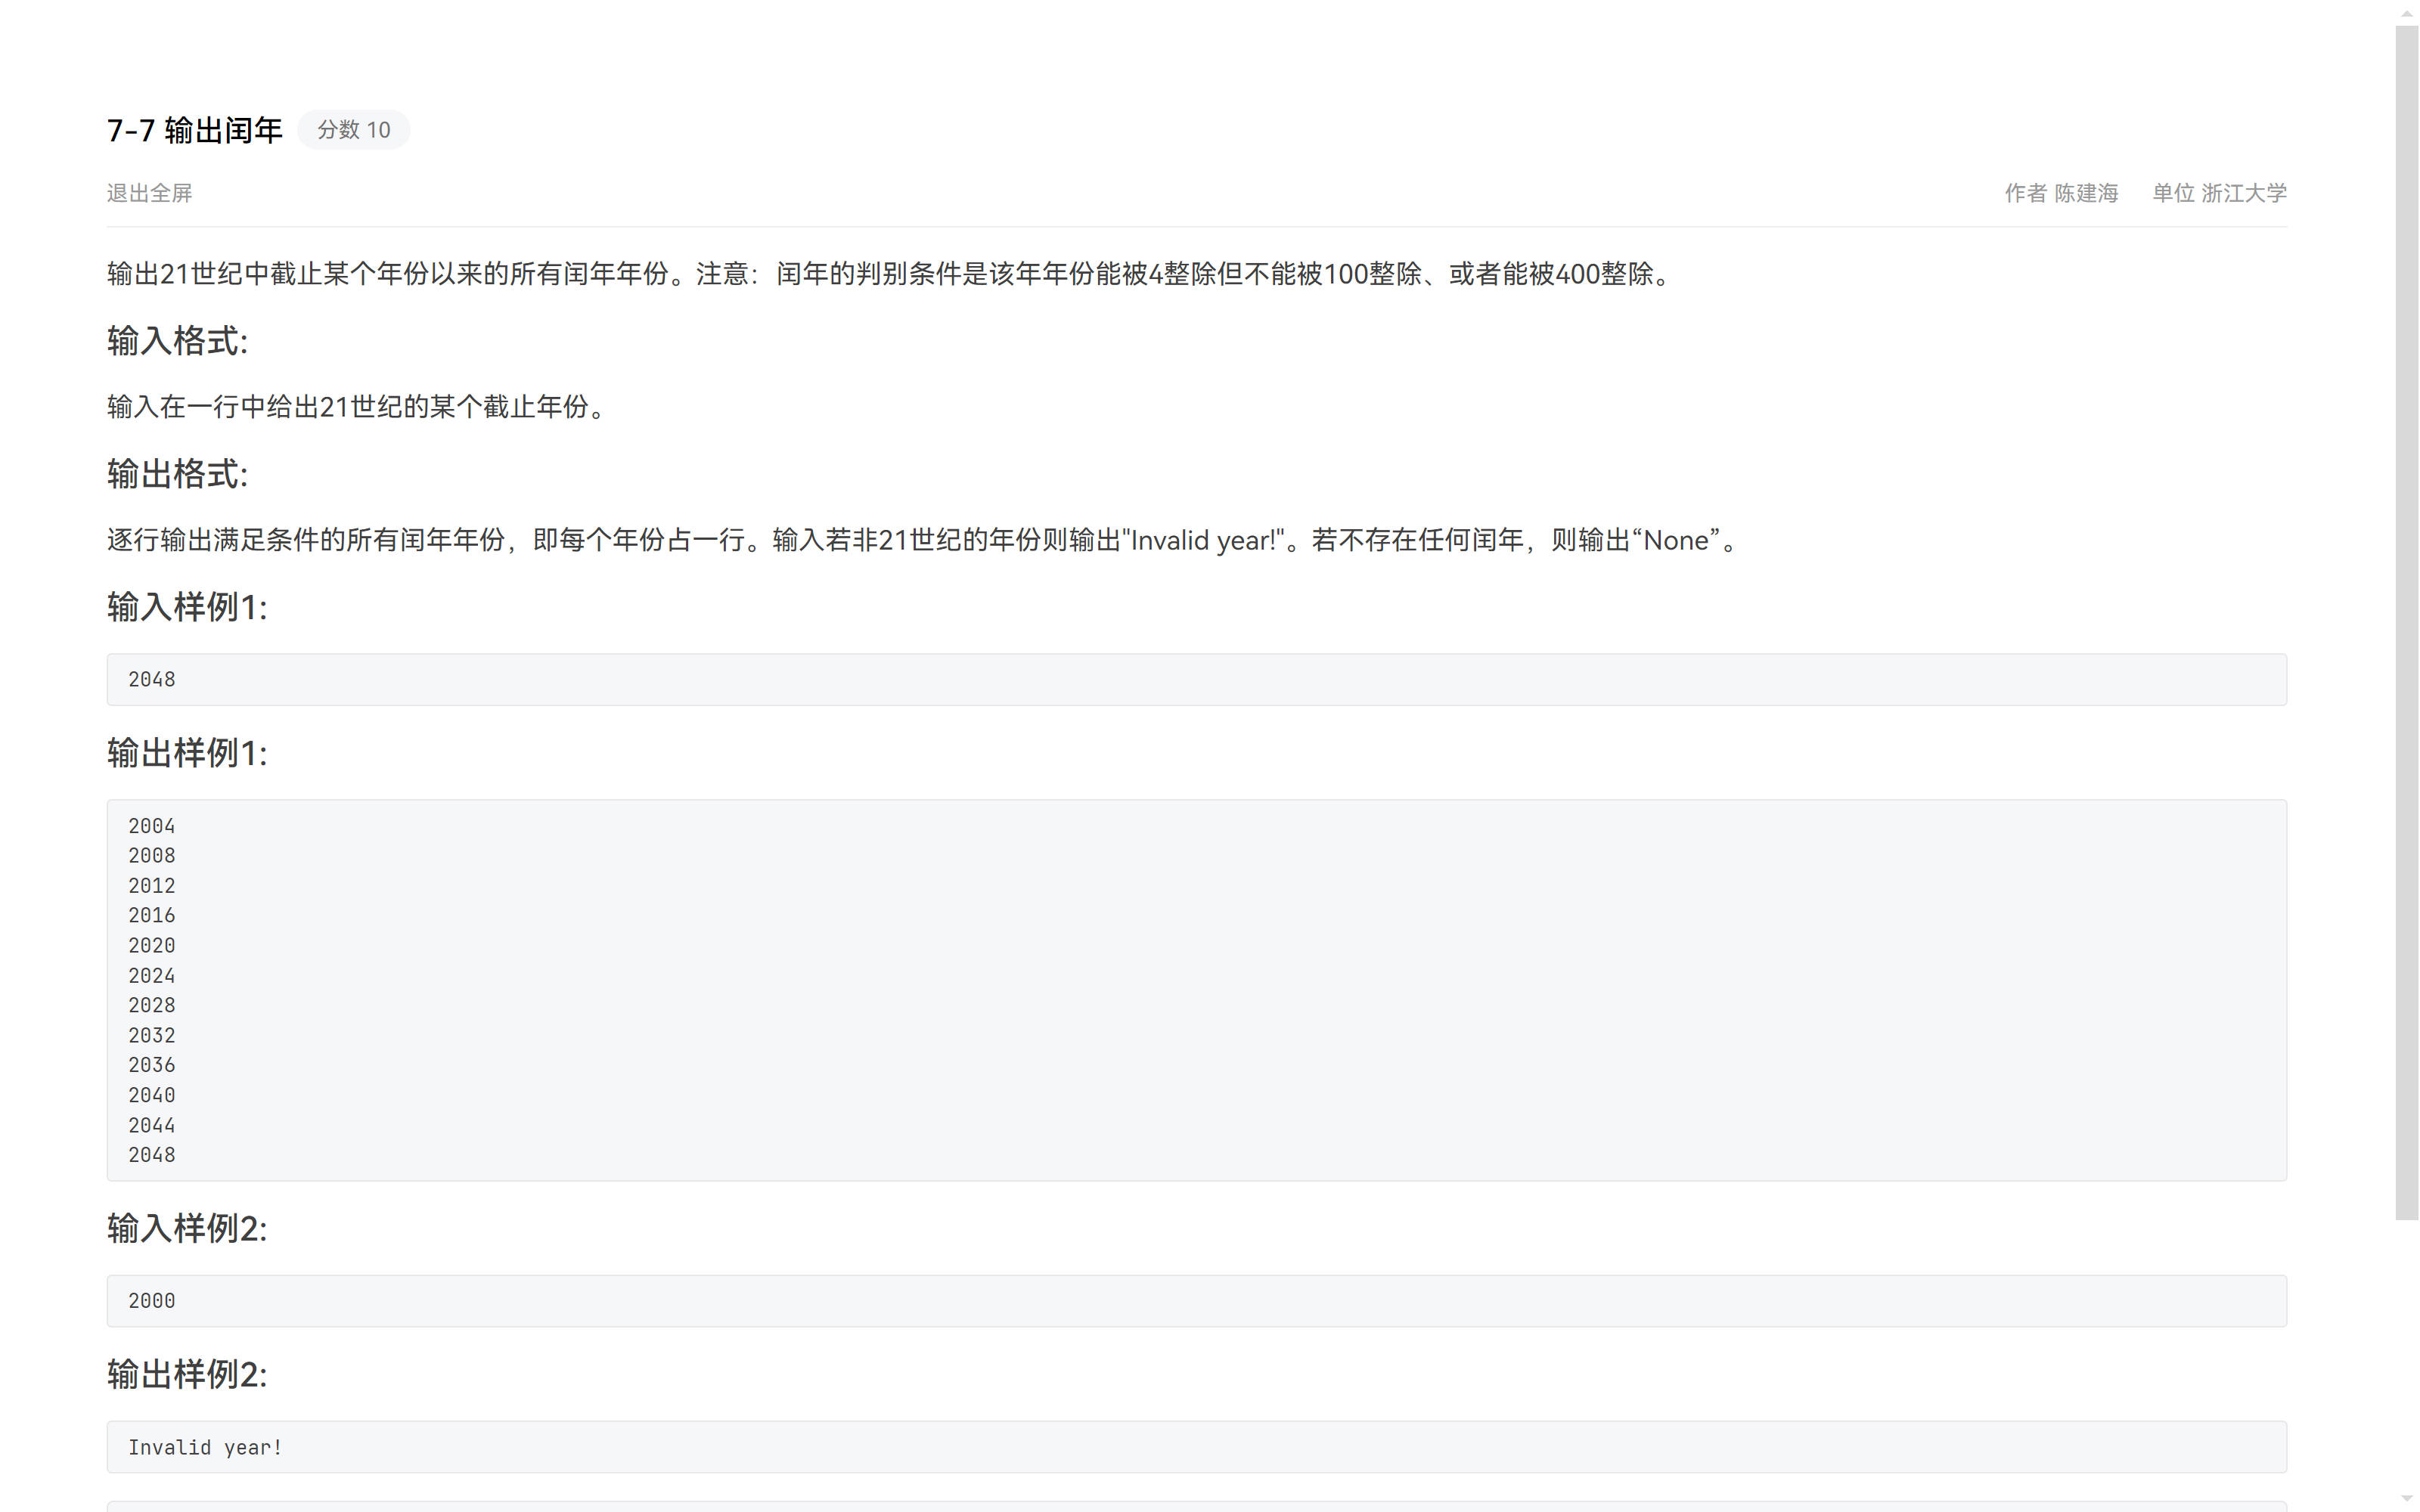 7-7 输出闰年 分数 10
退出全屏 作者 陈建海 单位 浙江大学
输出21世纪中截止某个年份以来的所有闰年年份。注意：闰年的判别条件是该年年份能被4整除但不能被100整除、或者能被400整除。
输入格式:
输入在一行中给出21世纪的某个截止年份。
输出格式:
逐行输出满足条件的所有闰年年份，即每个年份占一行。输入若非21世纪的年份则输出"Invalid year!"。若不存在任何闰年，则输出“None”。
输入样例1:
2048
输出样例1:
2004
2008
2012
2016
2020
2024
2028
2032
2036
2040
2044
2048
输入样例2:
2000
输出样例2:
Invalid year!